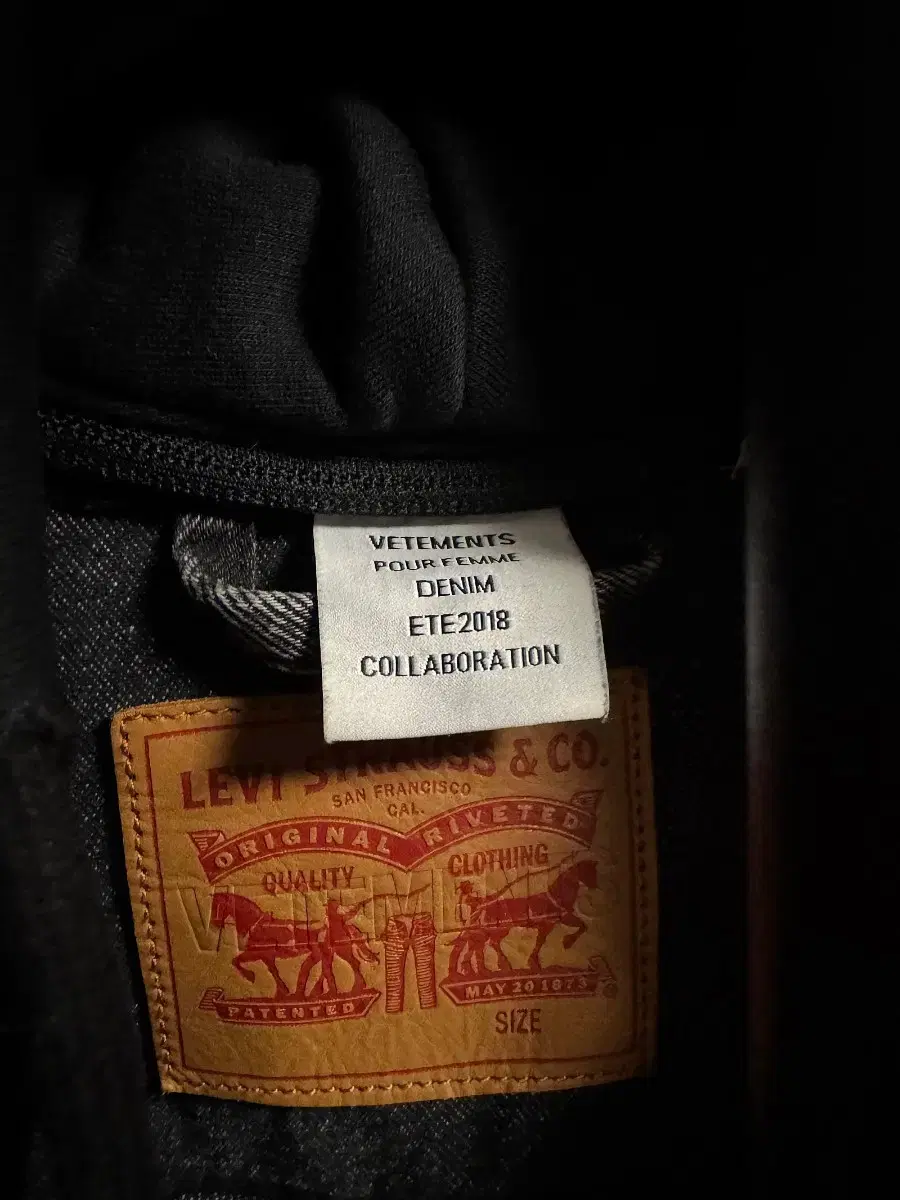 VETEMENTS
POUR FEMME
DENIM
ETE2018
COLLABORATION
LEVI STRAUSS & CO.
SAN FRANCISCO
CAL.
ORIGINAL RIVETED
QUALITY CLOTHING
VETEMENTS
PATENTED MAY 20 1873
SIZE